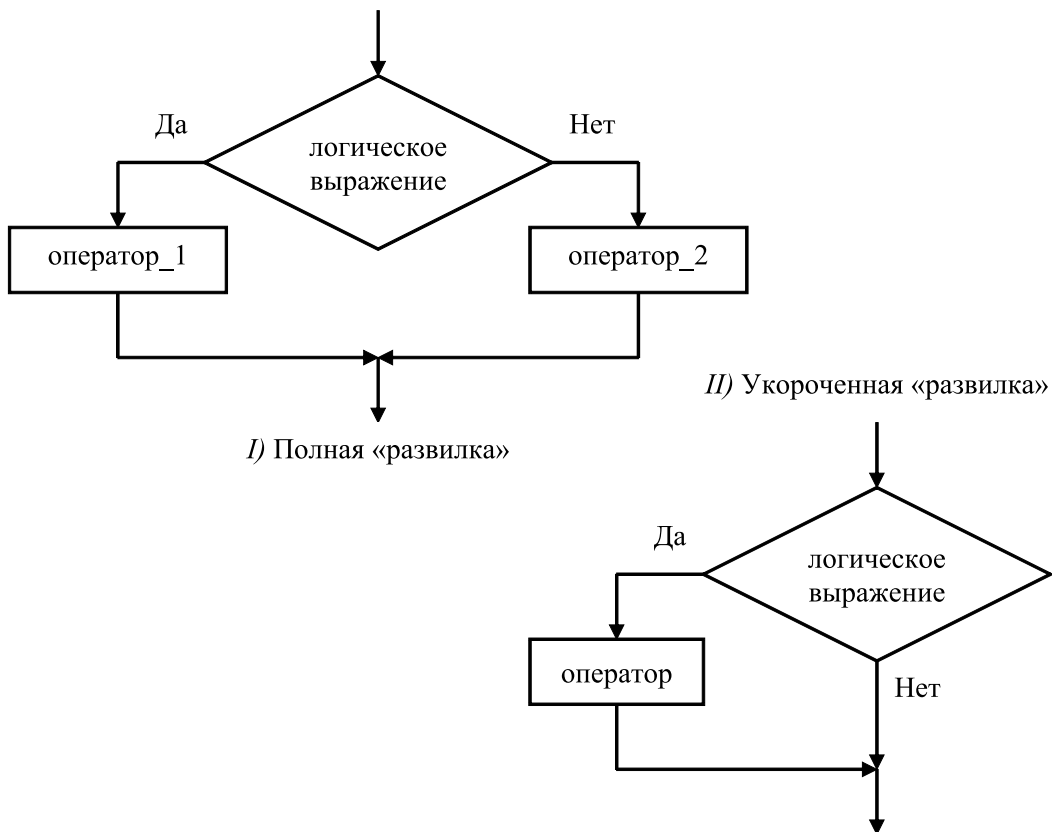 Да
Нет
логическое
выражение
оператор_1
оператор_2
I) Полная «развилка»
II) Укороченная «развилка»
Да
логическое
выражение
оператор
Нет